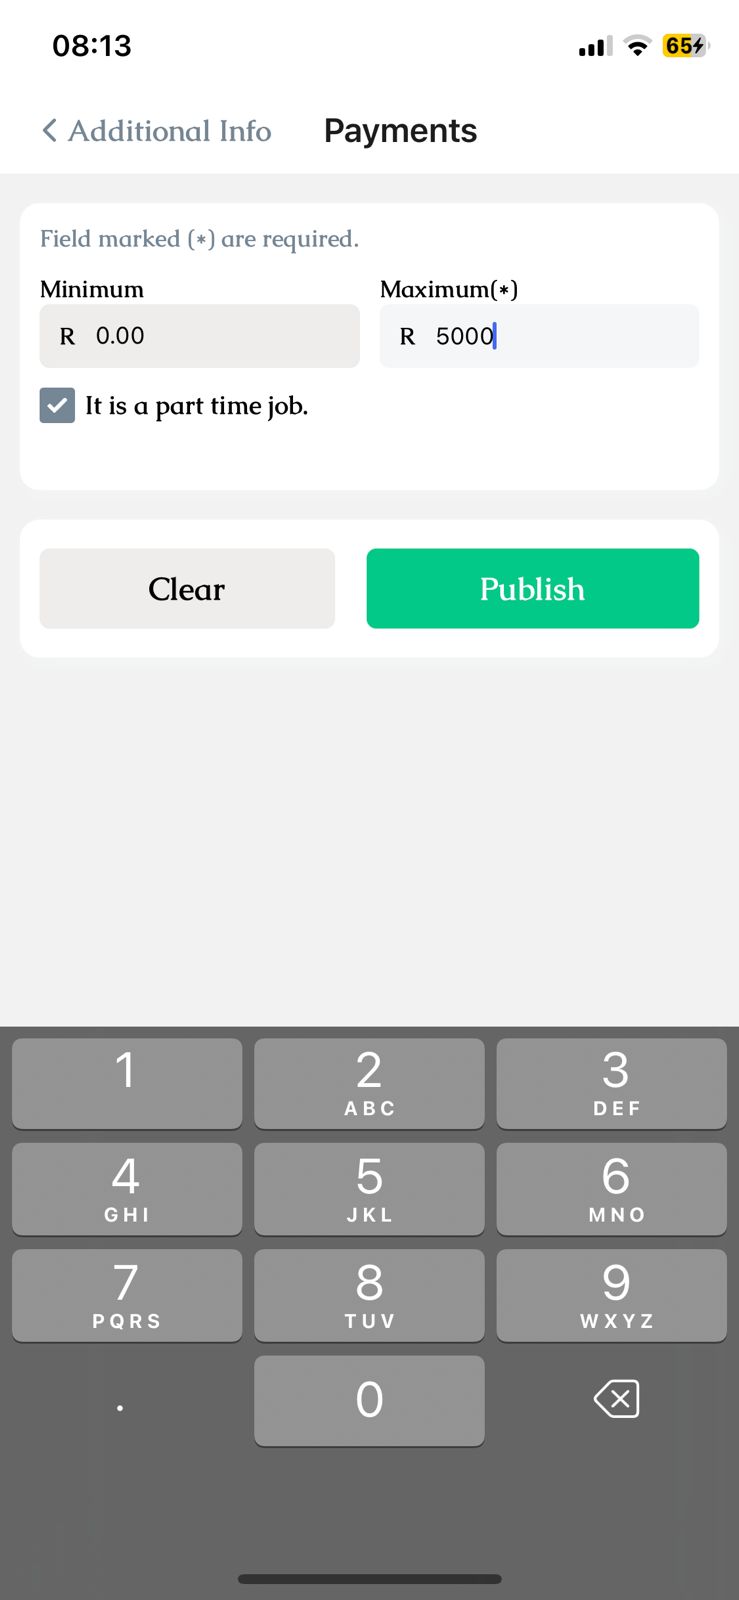 08:13
65
Additional Info Payments
Field marked (*) are required.
Minimum Maximum(*)
R 0.00 R 5000
It is a part time job.
Clear Publish
1 2 3
ABC DEF
4 5 6
GHI JKL MNO
7 8 9
PQRS TUV WXYZ
. 0